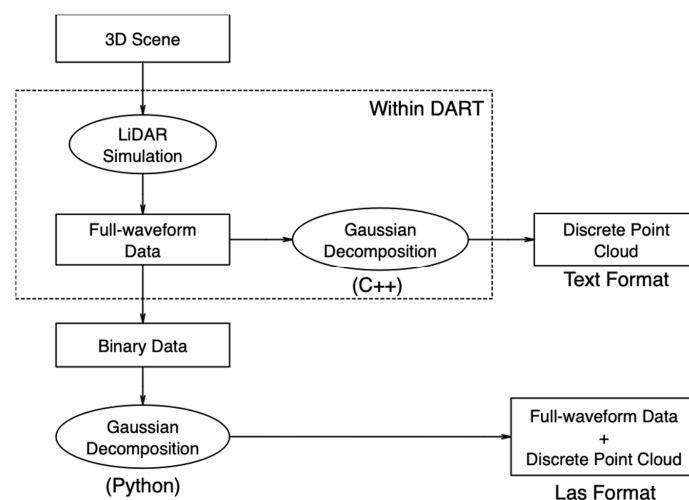 3D Scene
Within DART
LiDAR
Simulation
Full-waveform
Data
Gaussian
Decomposition
(C++)
Discrete Point
Cloud
Text Format
Binary Data
Gaussian
Decomposition
(Python)
Full-waveform Data
+
Discrete Point Cloud
Las Format